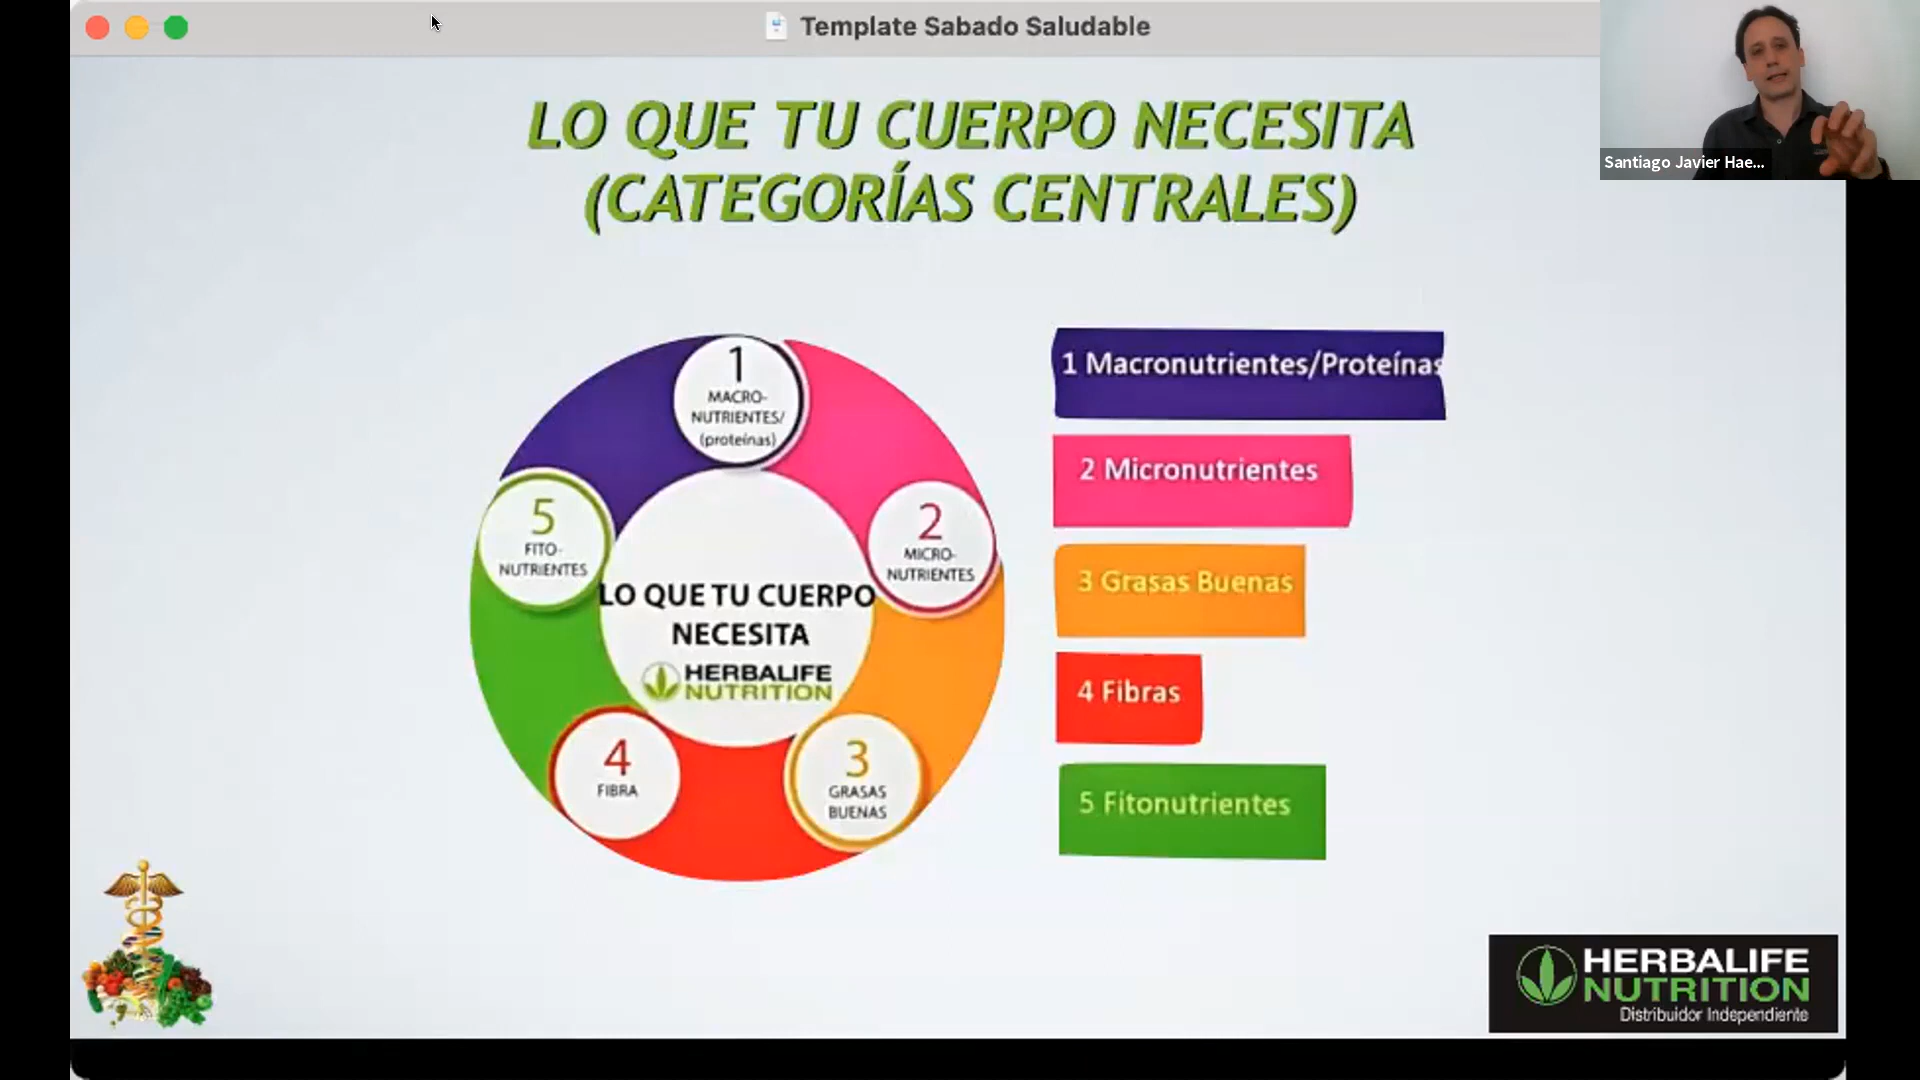 Template Sabado Saludable
Santiago Javier Hae...
LO QUE TU CUERPO NECESITA
(CATEGORÍAS CENTRALES)
1
MACRO-
NUTRIENTES/
(proteínas)
2
MICRO-
NUTRIENTES
3
GRASAS
BUENAS
4
FIBRA
5
FITO-
NUTRIENTES
LO QUE TU CUERPO
NECESITA
HERBALIFE
NUTRITION
1 Macronutrientes/Proteínas
2 Micronutrientes
3 Grasas Buenas
4 Fibras
5 Fitonutrientes
HERBALIFE
NUTRITION
Distribuidor Independiente